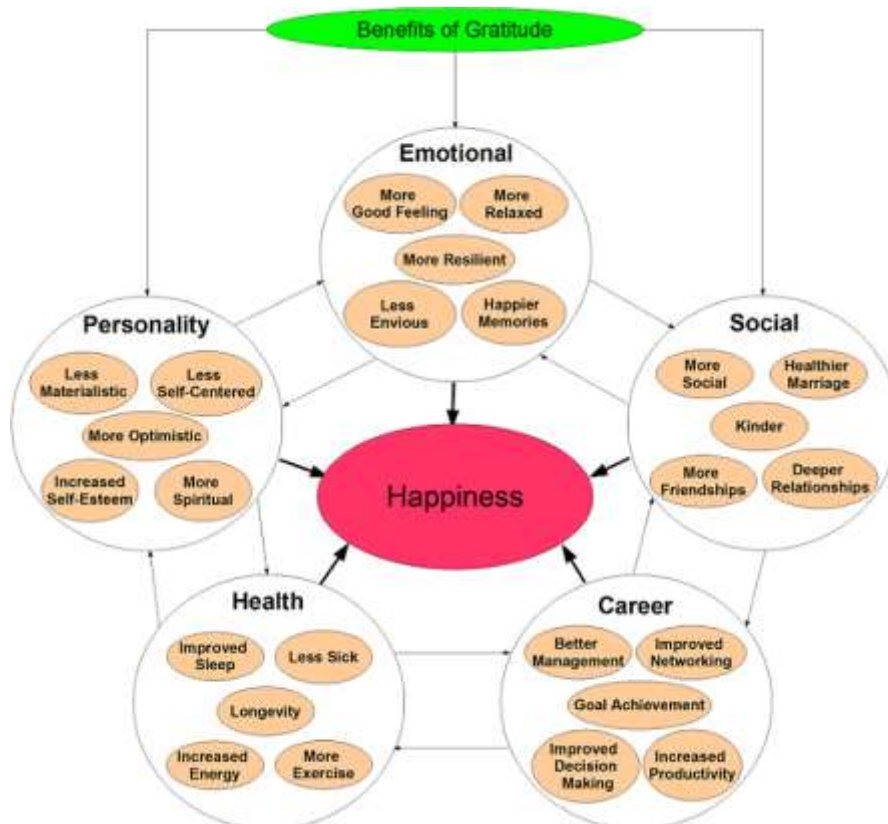 Benefits of Gratitude
Emotional
More
Good Feeling
More
Relaxed
More Resilient
Less
Envious
Happier
Memories
Personality
Less
Materialistic
Less
Self-Centered
More Optimistic
Increased
Self-Esteem
More
Spiritual
Social
More
Social
Healthier
Marriage
Kinder
More
Friendships
Deeper
Relationships
Happiness
Health
Improved
Sleep
Less Sick
Longevity
Increased
Energy
More
Exercise
Career
Better
Management
Improved
Networking
Goal Achievement
Improved
Decision
Making
Increased
Productivity